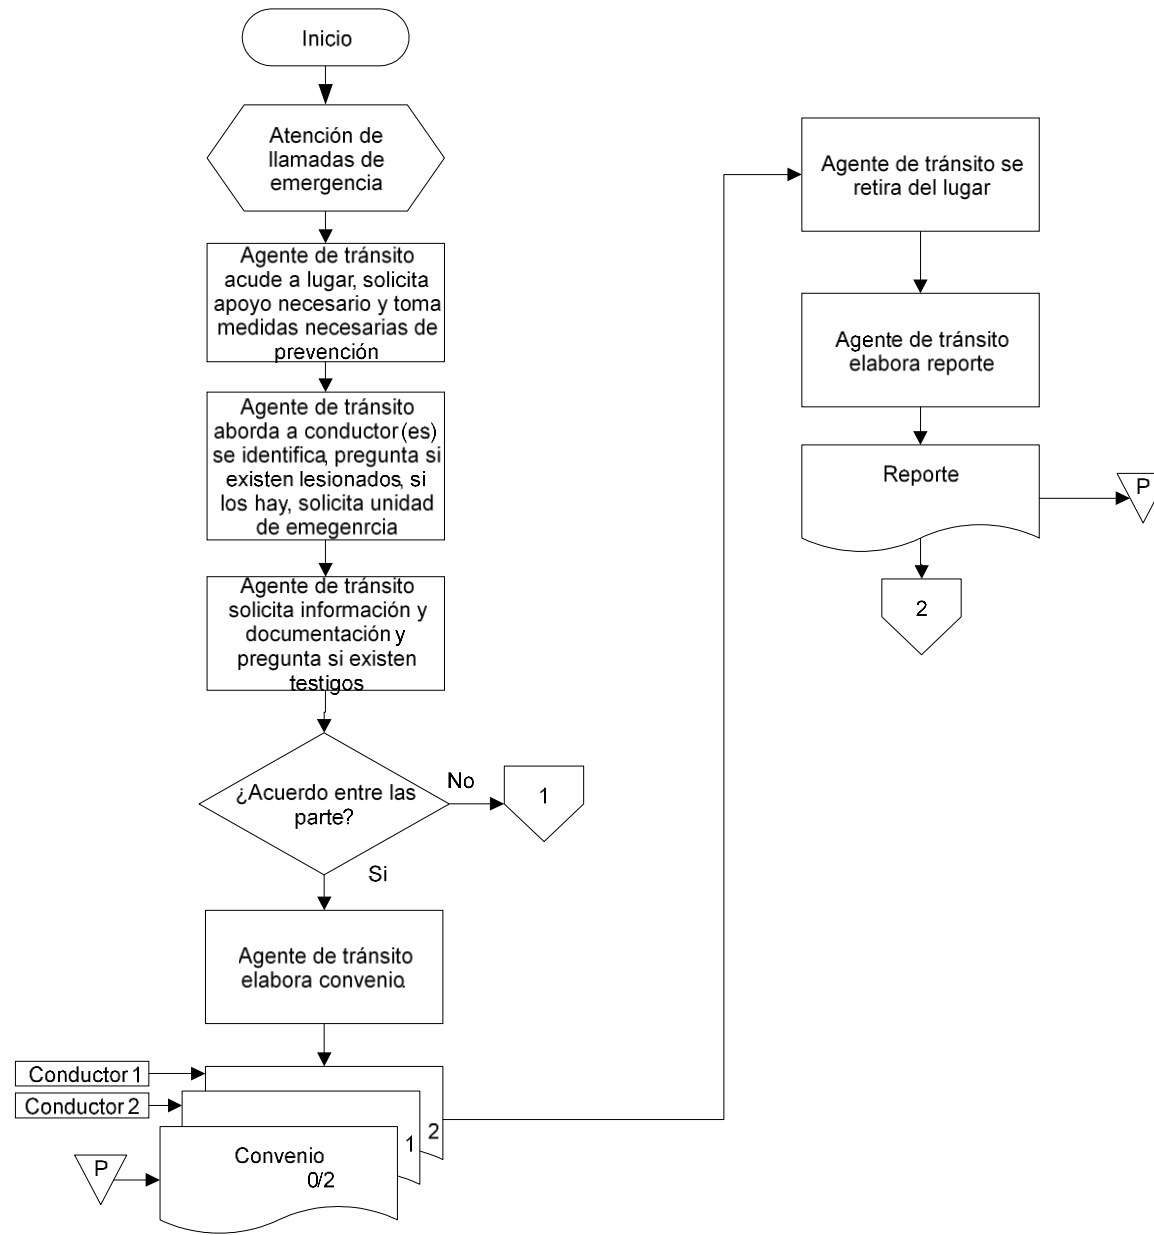 Inicio
Atención de
llamadas de
emergencia
Agente de tránsito
acude a lugar, solicita
apoyo necesario y toma
medidas necesarias de
prevención
Agente de tránsito
aborda a conductor(es)
se identifica, pregunta si
existen lesionados, si
los hay, solicita unidad
de emegenrcia
Agente de tránsito
solicita información y
documentación y
pregunta si existen
testigos
¿Acuerdo entre las
parte?
No
1
Si
Agente de tránsito
elabora convenio.
Conductor 1
Conductor 2
2
1
P
Convenio
0/2
Agente de tránsito se
retira del lugar
Agente de tránsito
elabora reporte
Reporte
P
2